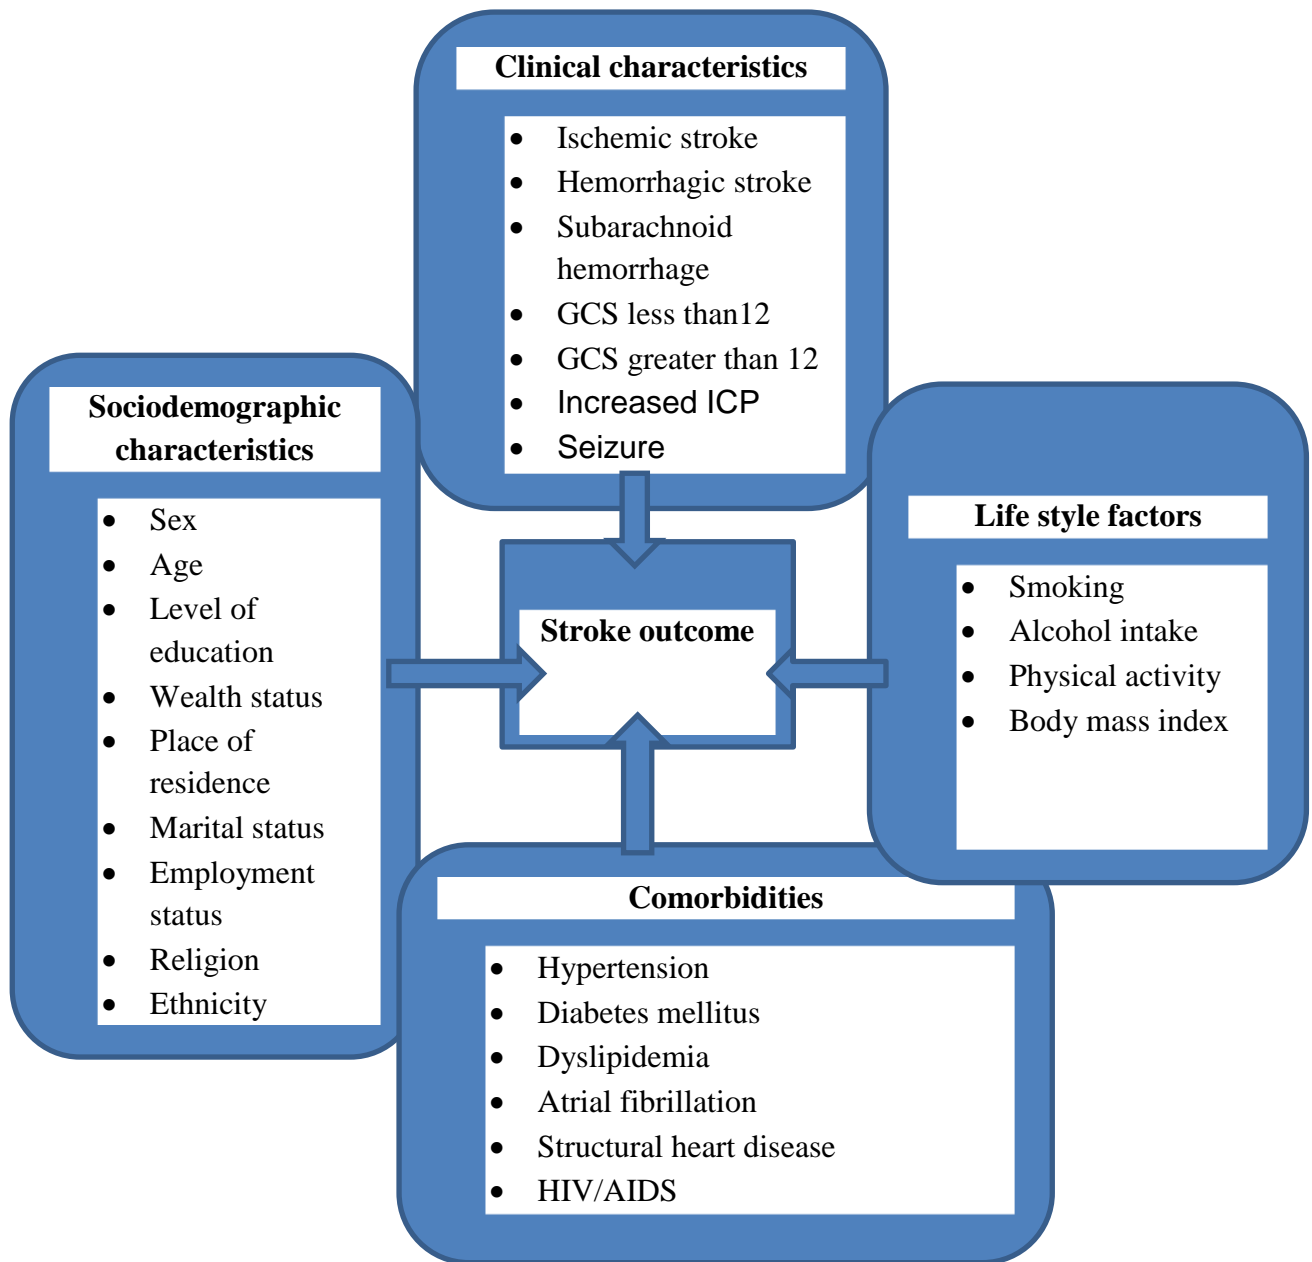 Clinical characteristics
• Ischemic stroke
• Hemorrhagic stroke
• Subarachnoid
hemorrhage
• GCS less than12
• GCS greater than 12
• Increased ICP
• Seizure
Sociodemographic
characteristics
• Sex
• Age
• Level of
education
• Wealth status
• Place of
residence
• Marital status
• Employment
status
• Religion
• Ethnicity
Stroke outcome
Life style factors
• Smoking
• Alcohol intake
• Physical activity
• Body mass index
Comorbidities
• Hypertension
• Diabetes mellitus
• Dyslipidemia
• Atrial fibrillation
• Structural heart disease
• HIV/AIDS